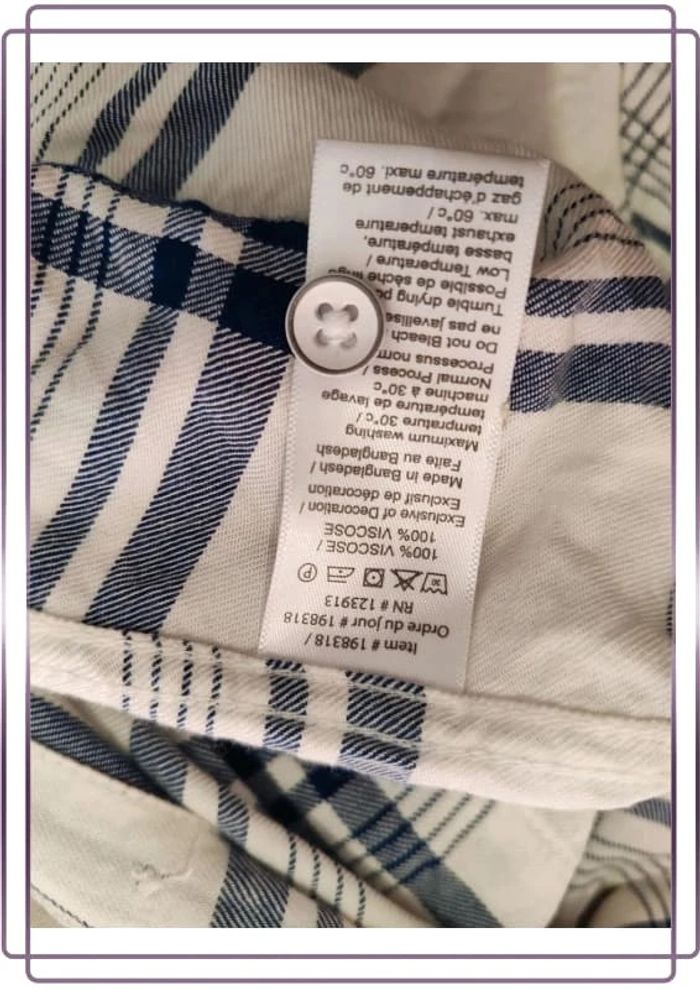 Item # 198318 /
Ordre du jour # 198318
RN # 123913
30 P
100% VISCOSE /
100% VISCOSE
Exclusive of Decoration /
Exclusif de décoration
Made in Bangladesh /
Faite au Bangladesh
Maximum washing
temprature 30°c /
température de lavage
machine à 30°c
Normal Process /
Processus
Do not Bleach
ne pas
Tumble drying
Possible de sèche
Low Temperature /
basse température,
exhaust temperature
max. 60°c /
gaz d'échappement de
température maxi. 60°c